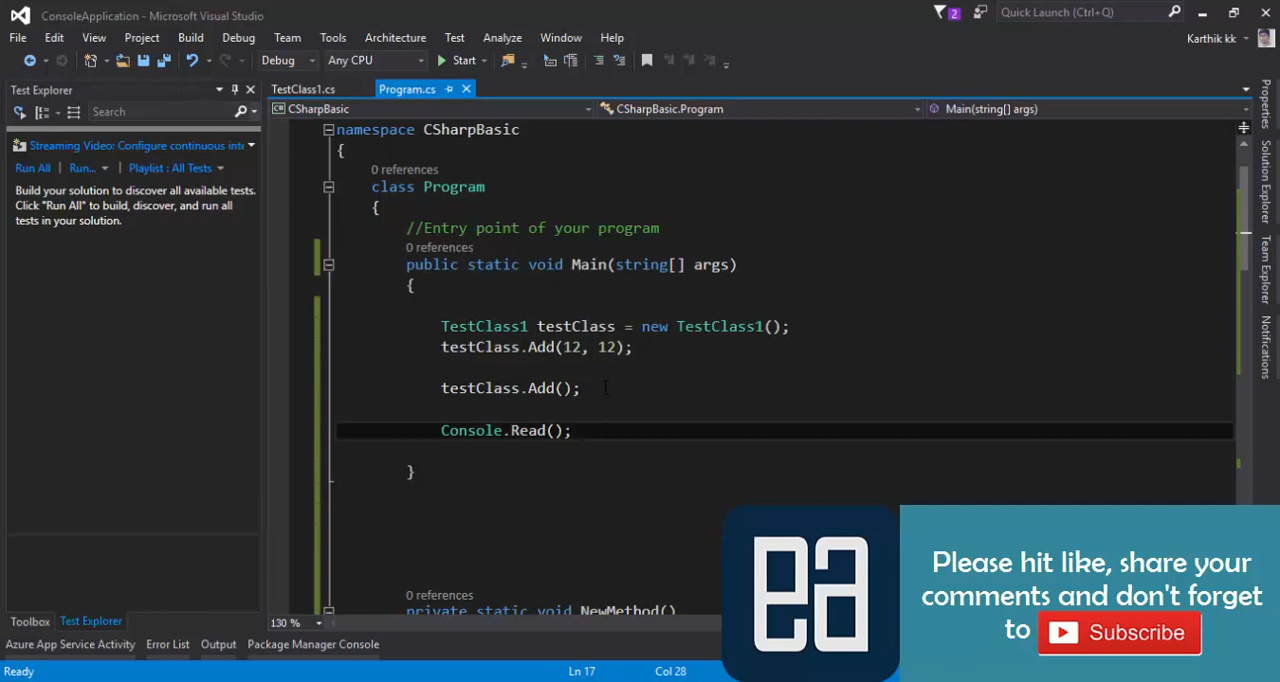 ConsoleApplication - Microsoft Visual Studio
2
Quick Launch (Ctrl+Q)
File Edit View Project Build Debug Team Tools Architecture Test Analyze Window Help
Karthik kk
Debug Any CPU Start
Test Explorer
TestClass1.cs Program.cs
Search
CSharpBasic CSharpBasic.Program Main(string[] args)
Streaming Video: Configure continuous inte
Run All | Run... | Playlist : All Tests
Build your solution to discover all available tests.
Click "Run All" to build, discover, and run all
tests in your solution.
namespace CSharpBasic
{
0 references
class Program
{
//Entry point of your program
0 references
public static void Main(string[] args)
{
TestClass1 testClass = new TestClass1();
testClass.Add(12, 12);
testClass.Add();
Console.Read();
}
0 references
private static void NewMethod()
Properties
Solution Explorer
Team Explorer
Notifications
ea
Please hit like, share your
comments and don't forget
to Subscribe
130 %
Toolbox Test Explorer
Azure App Service Activity Error List Output Package Manager Console
Ready Ln 17 Col 28